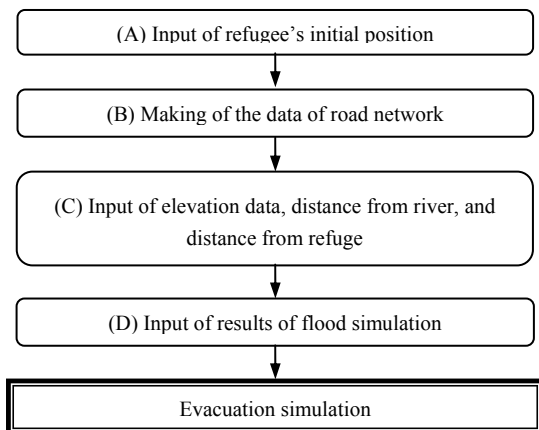 (A) Input of refugee's initial position
(B) Making of the data of road network
(C) Input of elevation data, distance from river, and
distance from refuge
(D) Input of results of flood simulation
Evacuation simulation